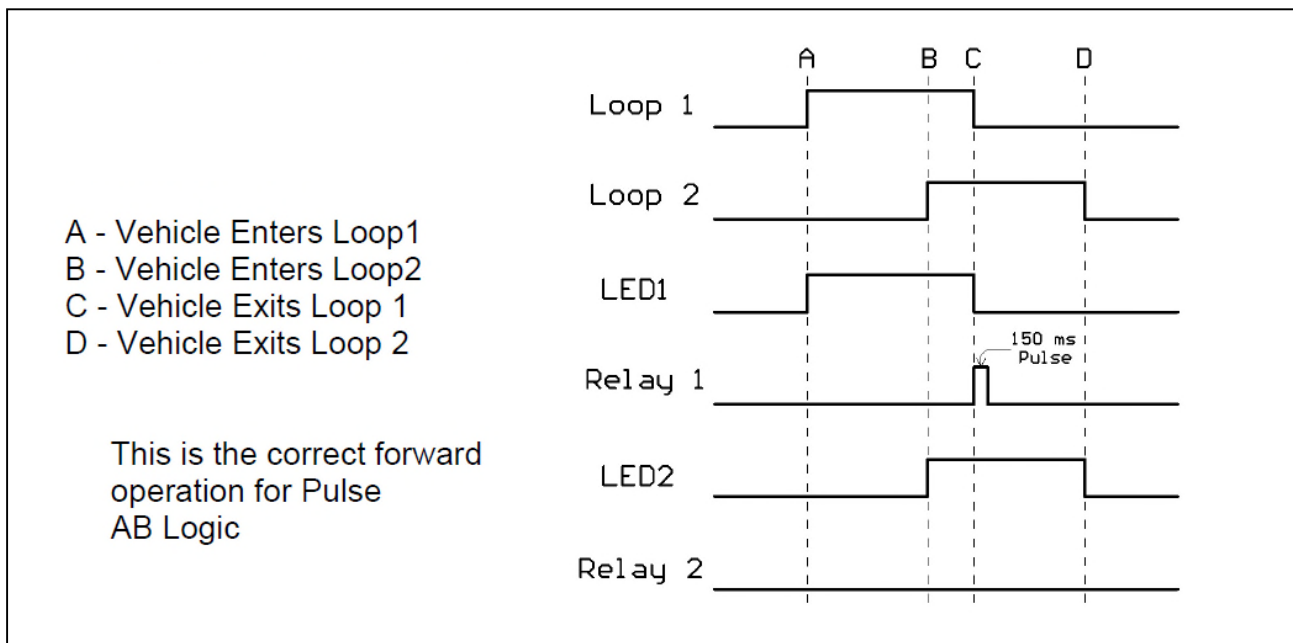 A - Vehicle Enters Loop1
B - Vehicle Enters Loop2
C - Vehicle Exits Loop 1
D - Vehicle Exits Loop 2
This is the correct forward
operation for Pulse
AB Logic
A B C D
Loop 1
Loop 2
LED1
150 ms
Pulse
Relay 1
LED2
Relay 2